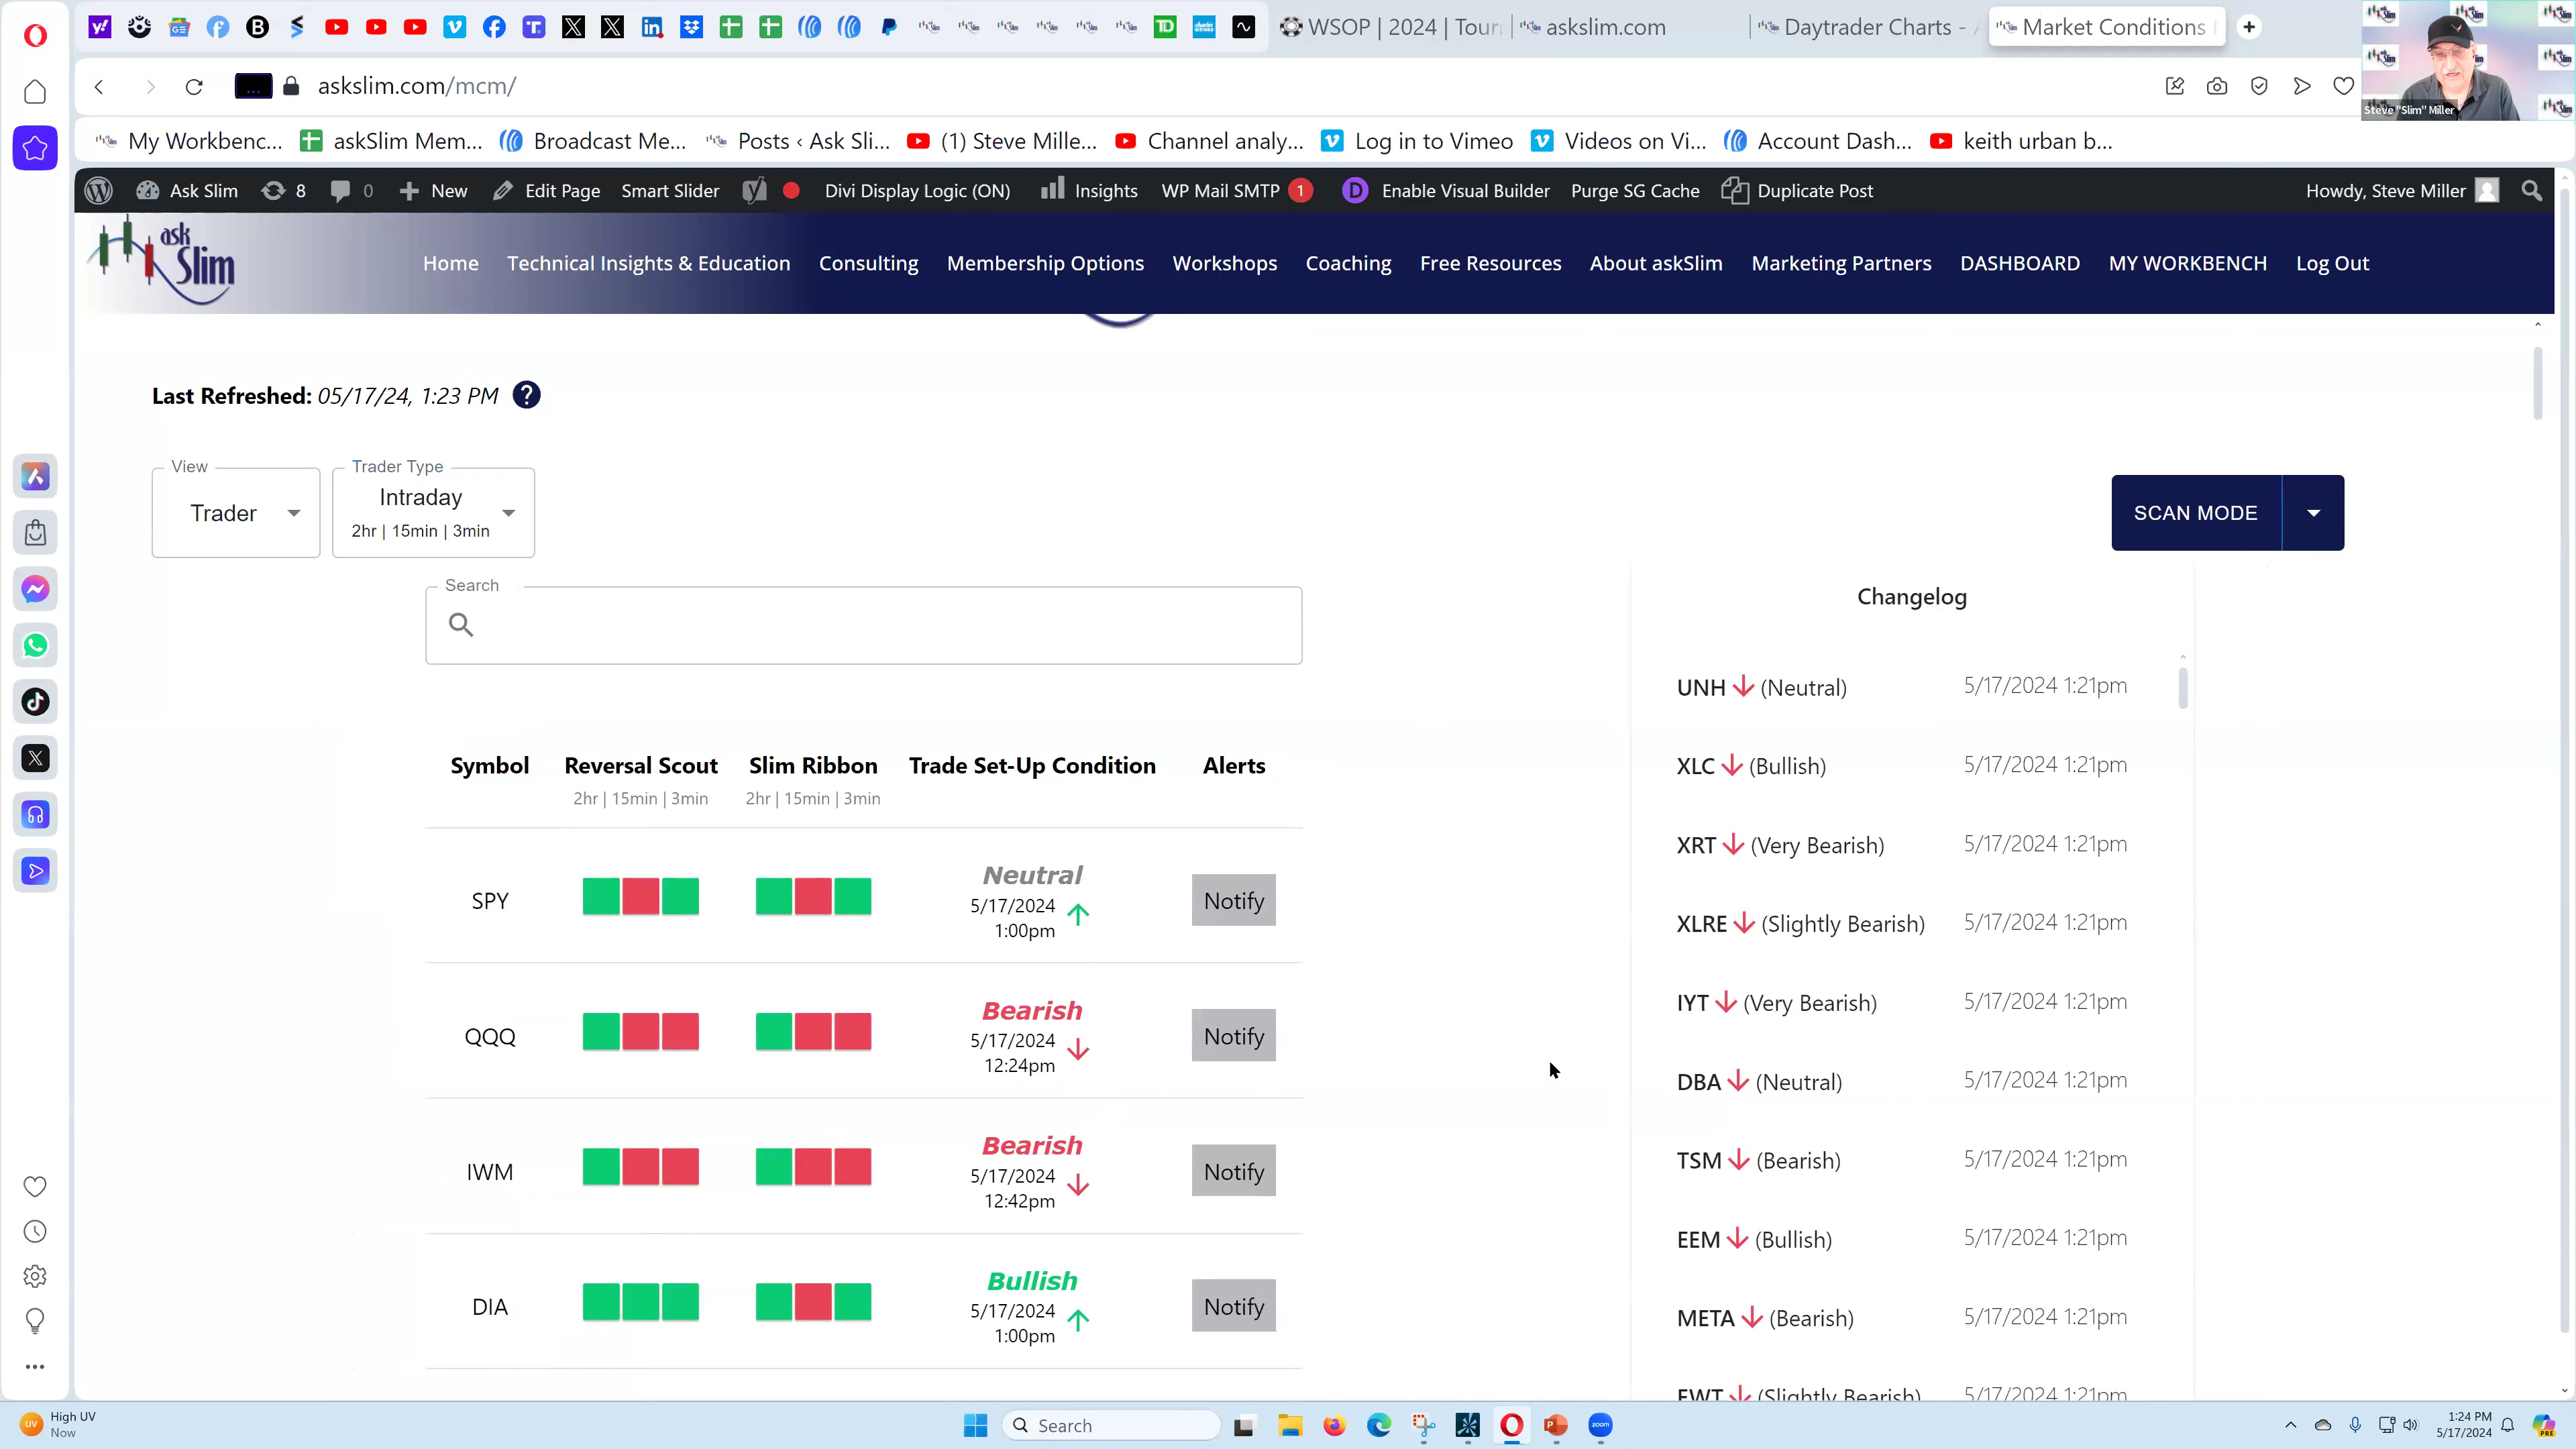 WSOP | 2024 | Tour
askslim.com
Daytrader Charts -
Market Conditions
askslim.com/mcm/
Steve "Slim" Miller
My Workbenc...
askSlim Mem...
Broadcast Me...
Posts ‹ Ask Sli...
(1) Steve Mille...
Channel analy...
Log in to Vimeo
Videos on Vi...
Account Dash...
keith urban b...
Ask Slim
8
0
New
Edit Page
Smart Slider
Divi Display Logic (ON)
Insights
WP Mail SMTP 1
Enable Visual Builder
Purge SG Cache
Duplicate Post
Howdy, Steve Miller
ask
Slim
Home
Technical Insights & Education
Consulting
Membership Options
Workshops
Coaching
Free Resources
About askSlim
Marketing Partners
DASHBOARD
MY WORKBENCH
Log Out
Last Refreshed: 05/17/24, 1:23 PM ?
View
Trader
Trader Type
Intraday
2hr | 15min | 3min
SCAN MODE
Search
Symbol
Reversal Scout
2hr | 15min | 3min
Slim Ribbon
2hr | 15min | 3min
Trade Set-Up Condition
Alerts
SPY
Neutral
5/17/2024
1:00pm
Notify
QQQ
Bearish
5/17/2024
12:24pm
Notify
IWM
Bearish
5/17/2024
12:42pm
Notify
DIA
Bullish
5/17/2024
1:00pm
Notify
Changelog
UNH ↓ (Neutral) 5/17/2024 1:21pm
XLC ↓ (Bullish) 5/17/2024 1:21pm
XRT ↓ (Very Bearish) 5/17/2024 1:21pm
XLRE ↓ (Slightly Bearish) 5/17/2024 1:21pm
IYT ↓ (Very Bearish) 5/17/2024 1:21pm
DBA ↓ (Neutral) 5/17/2024 1:21pm
TSM ↓ (Bearish) 5/17/2024 1:21pm
EEM ↓ (Bullish) 5/17/2024 1:21pm
META ↓ (Bearish) 5/17/2024 1:21pm
EWT ↓ (Slightly Bearish) 5/17/2024 1:21pm
High UV
Now
Search
1:24 PM
5/17/2024